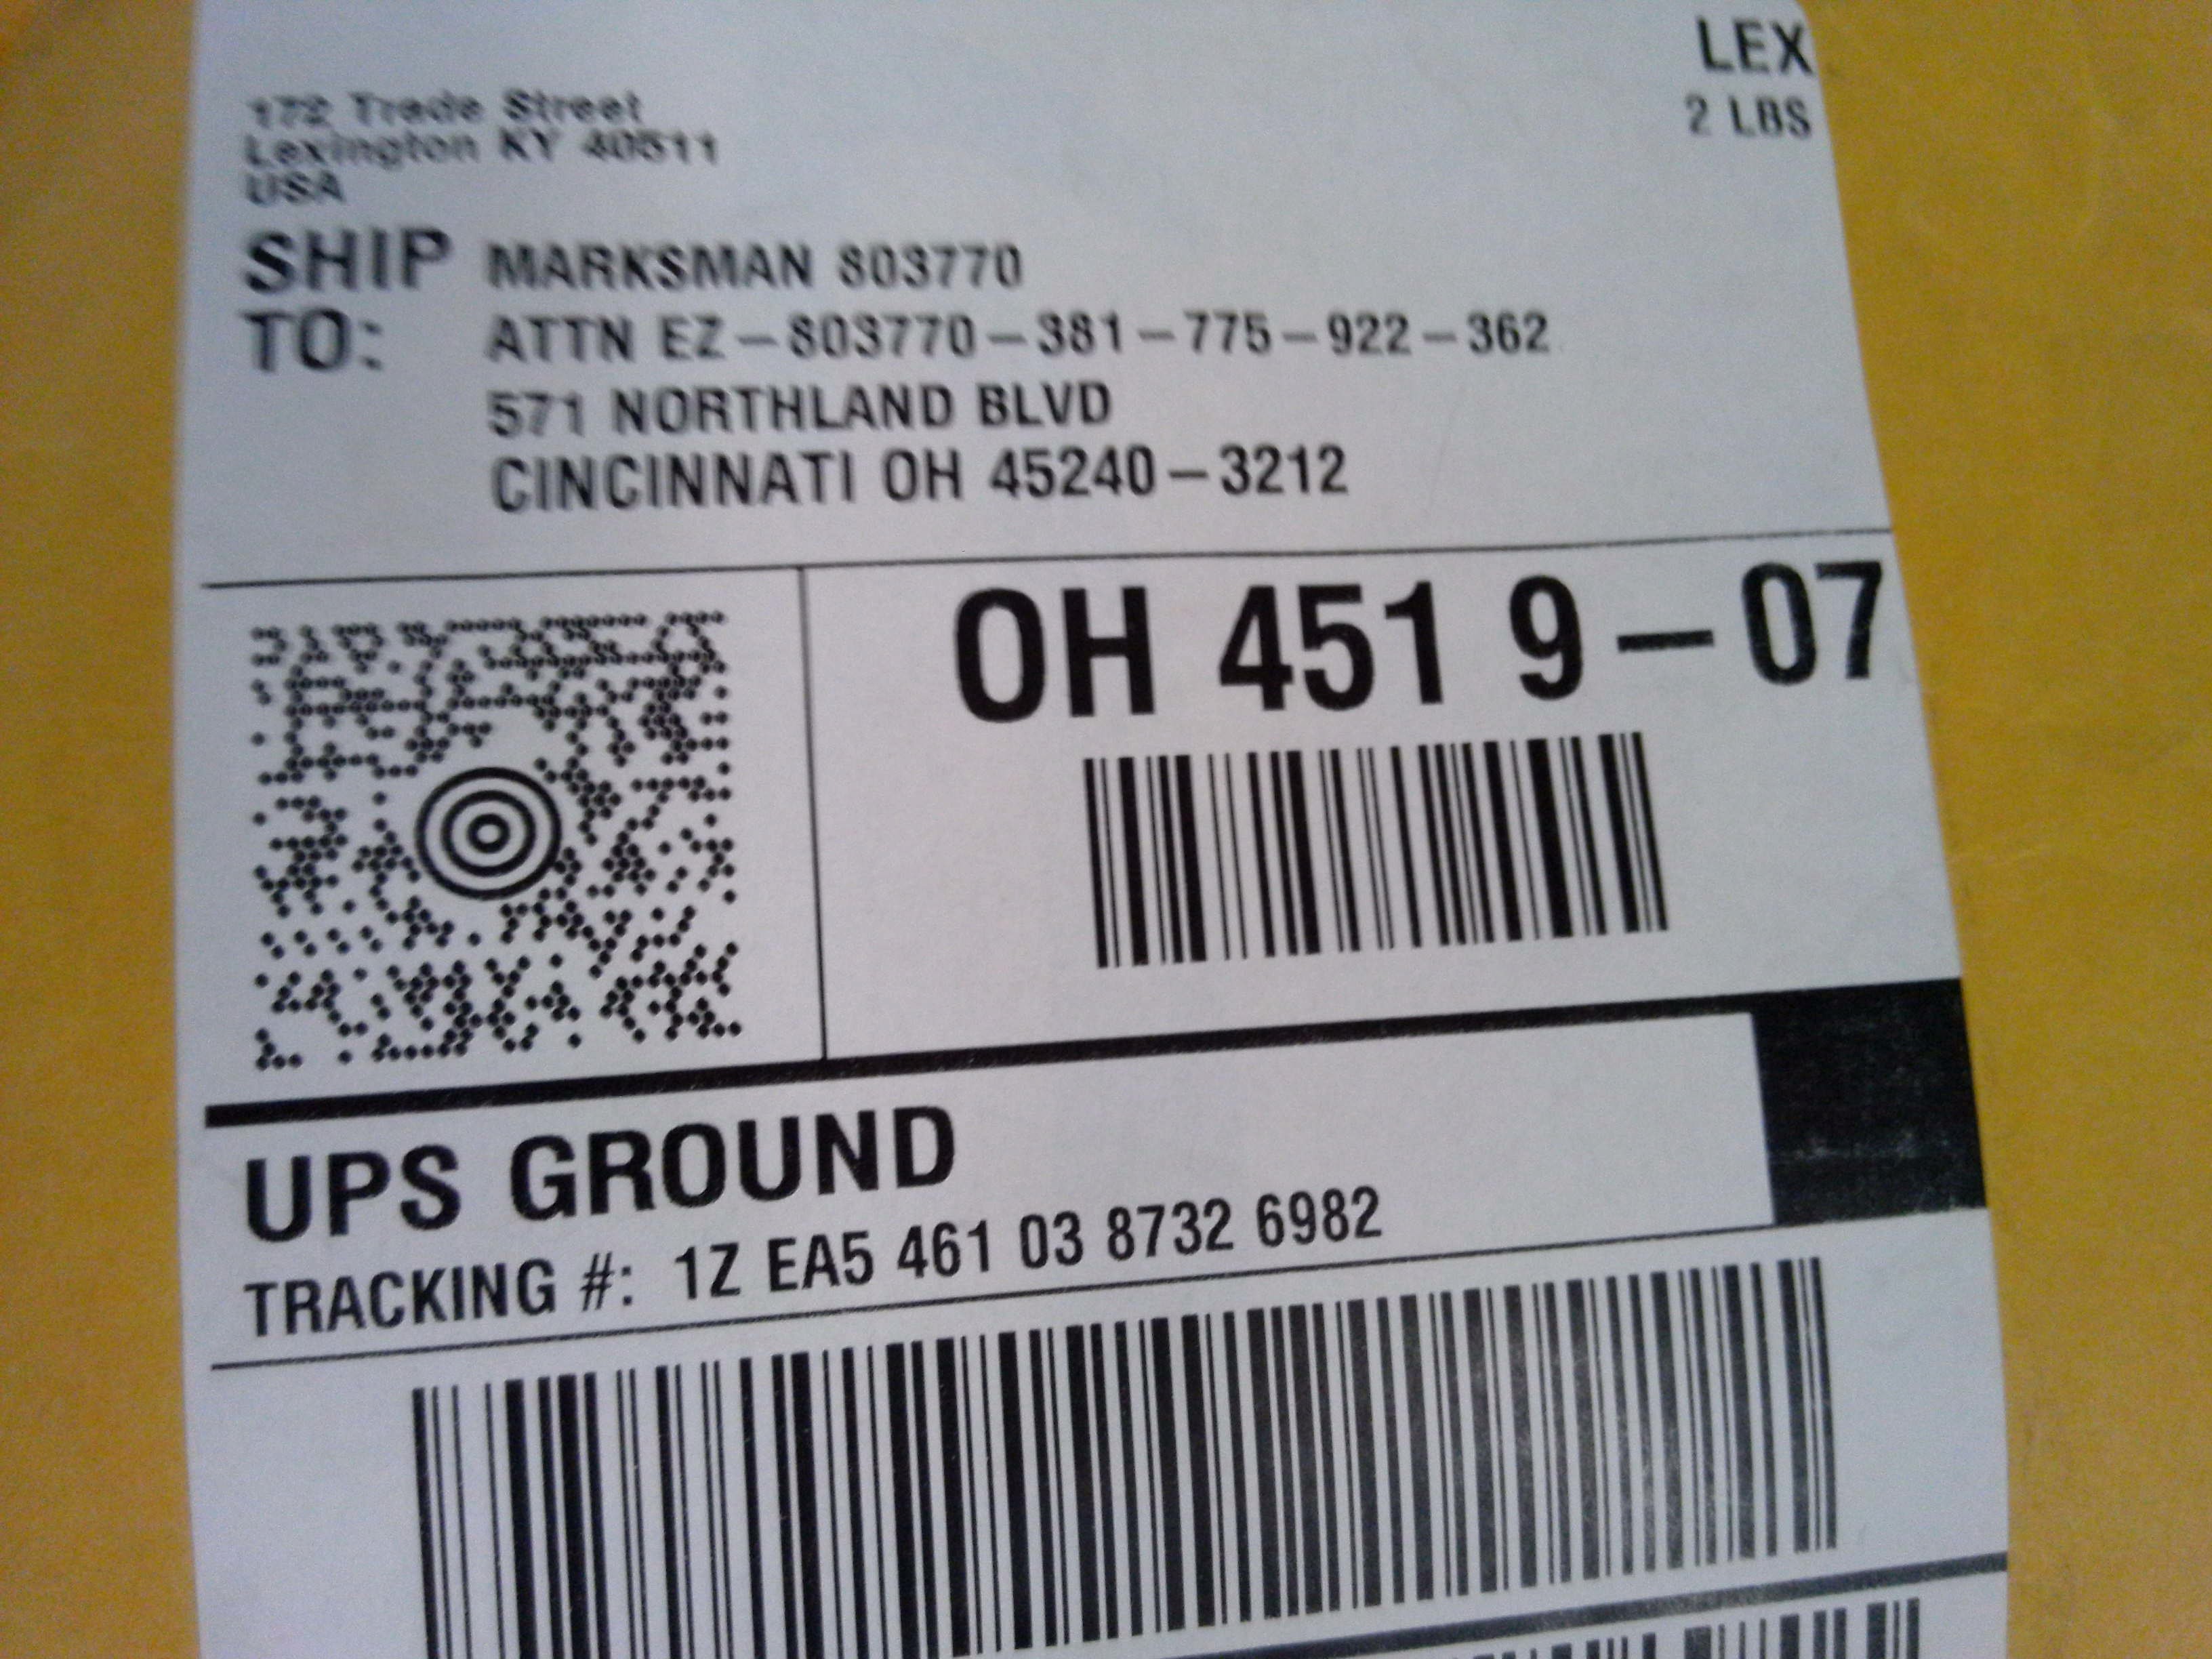 LEX
2 LBS
172 Trade Street
Lexington KY 40511
USA
SHIP TO:
MARKSMAN 803770
ATTN EZ-803770-381-775-922-362
571 NORTHLAND BLVD
CINCINNATI OH 45240-3212
OH 451 9-07
UPS GROUND
TRACKING #: 1Z EA5 461 03 8732 6982